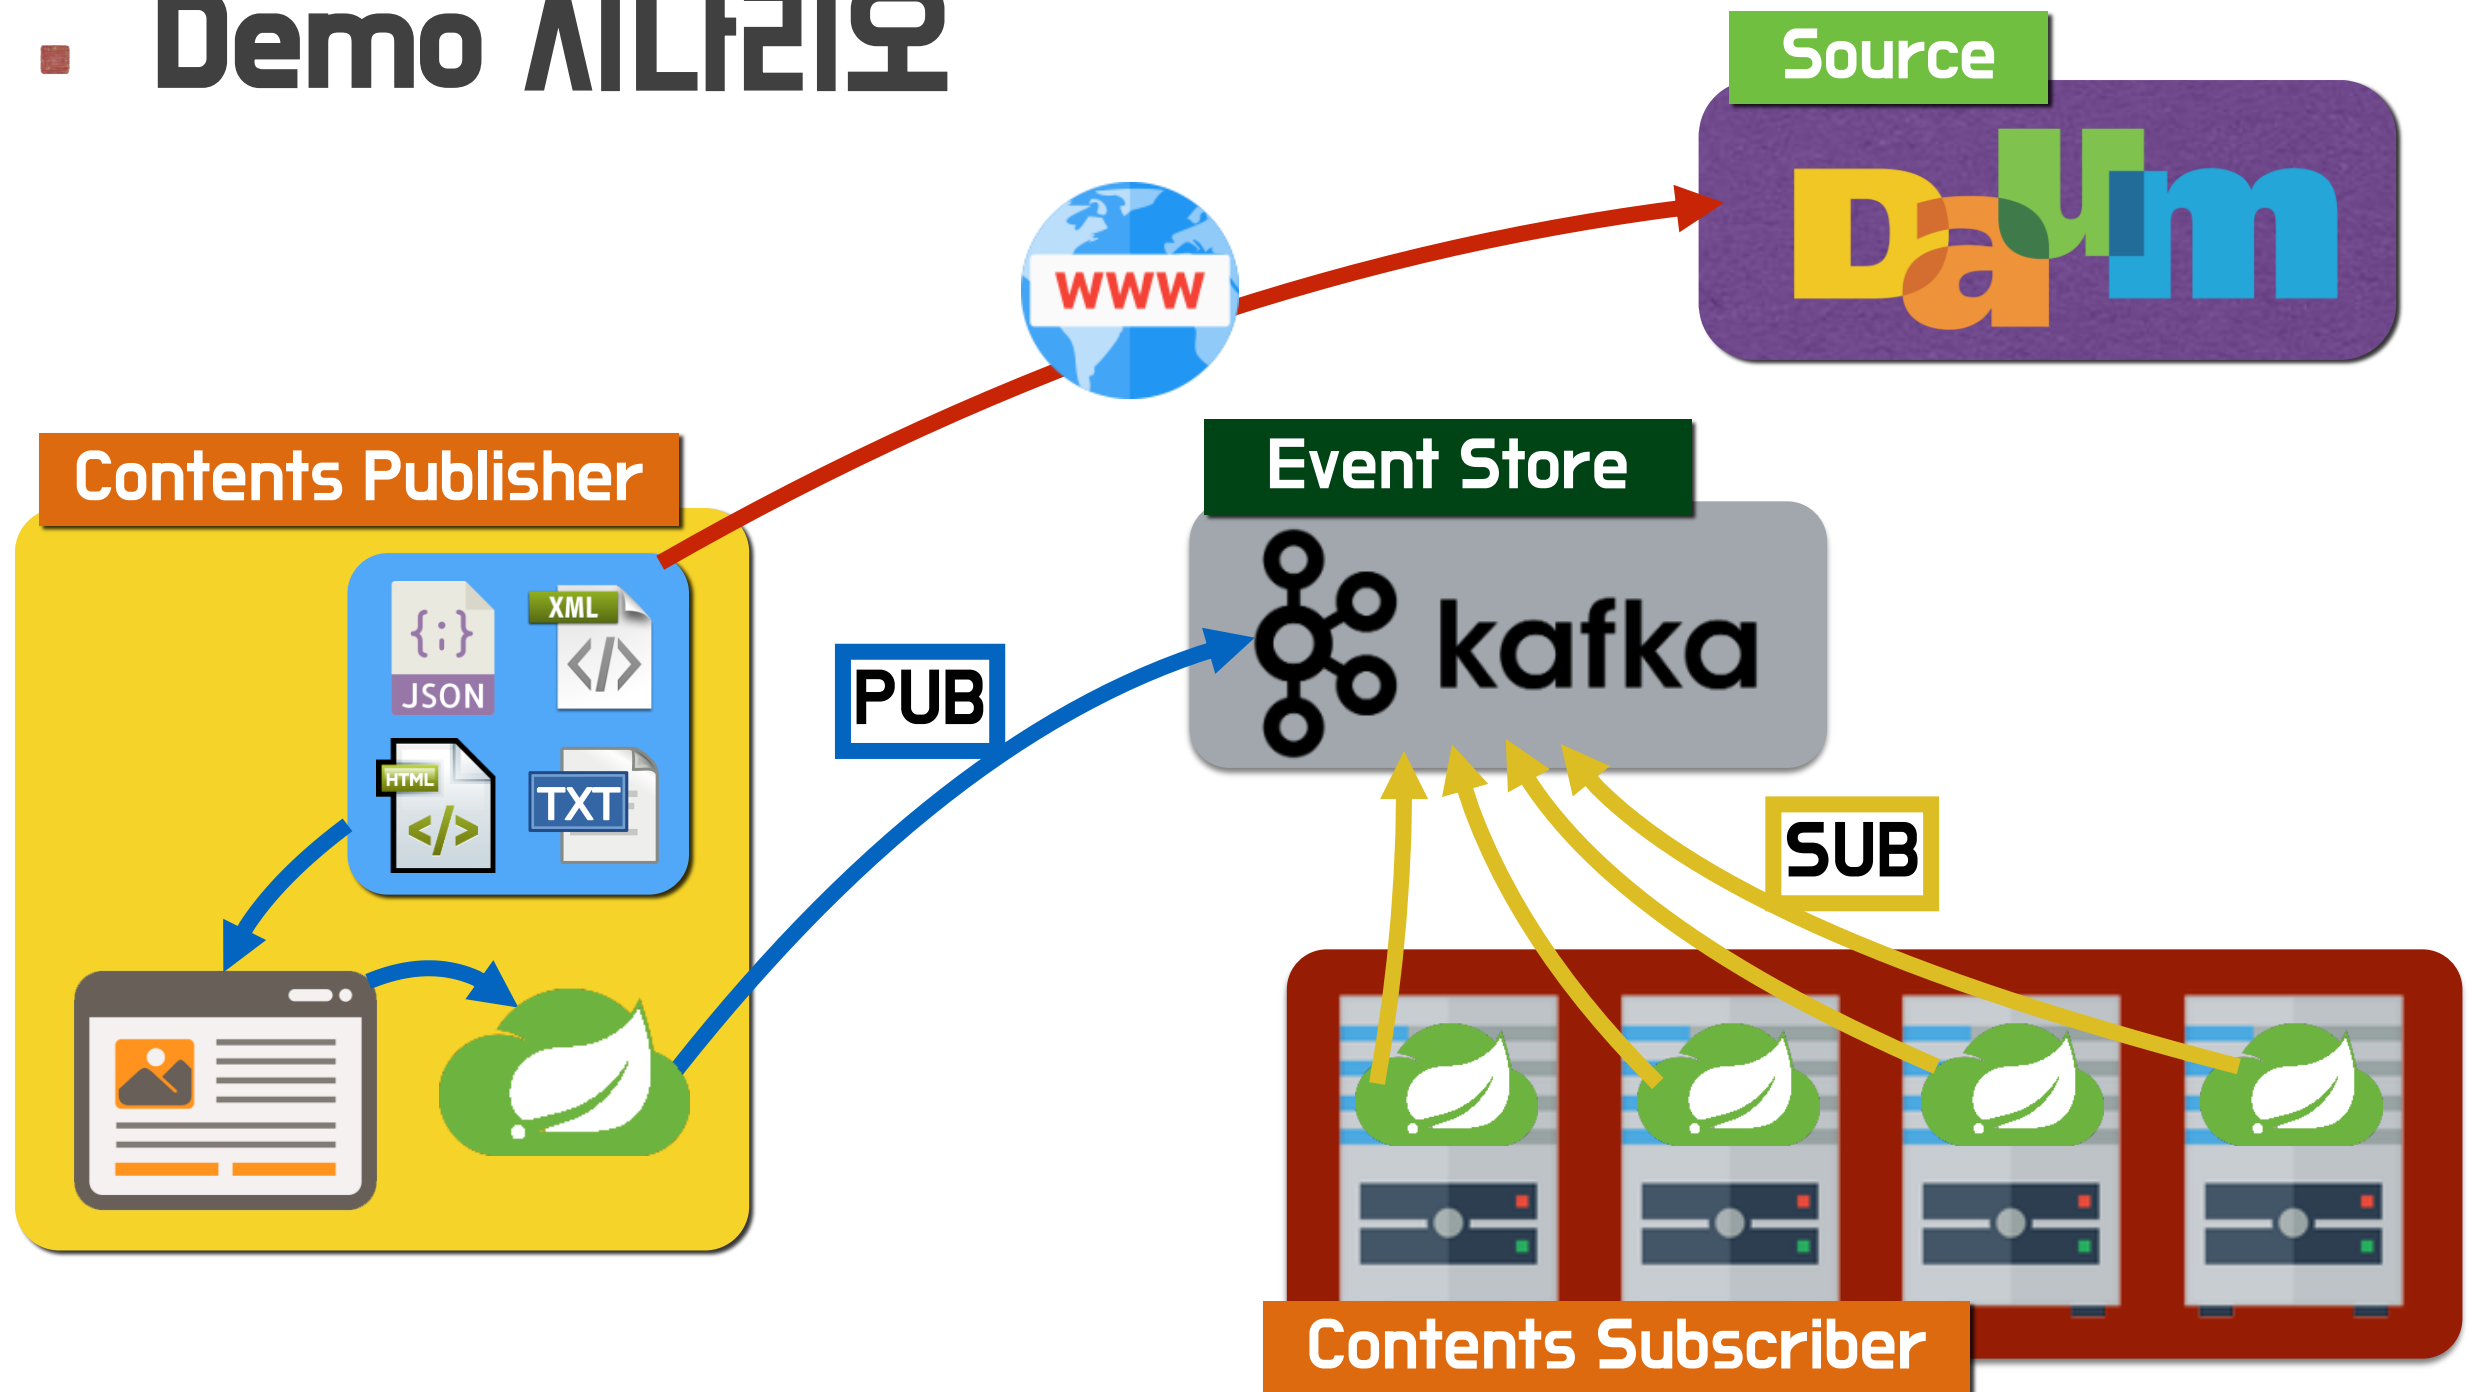 Demo 시나리오
Source
Daum
www
Contents Publisher
Event Store
JSON
XML
HTML
TXT
PUB
kafka
SUB
Contents Subscriber